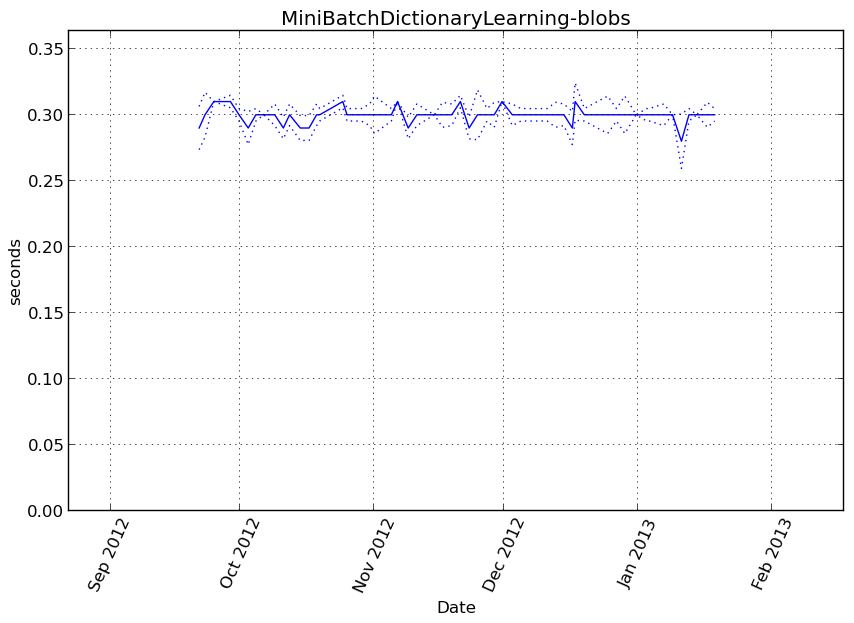 MiniBatchDictionaryLearning-blobs
0.35
0.30
0.25
0.20
0.15
0.10
0.05
0.00
seconds
Sep 2012
Oct 2012
Nov 2012
Dec 2012
Jan 2013
Feb 2013
Date